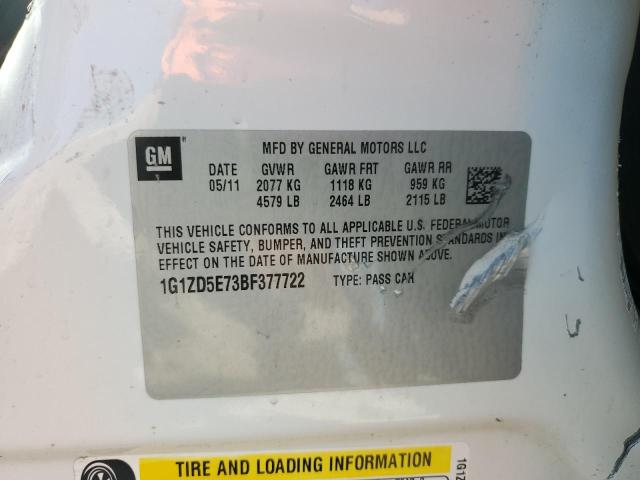 GM
MFD BY GENERAL MOTORS LLC
DATE GVWR GAWR FRT GAWR RR
05/11 2077 KG 1118 KG 959 KG
4579 LB 2464 LB 2115 LB
THIS VEHICLE CONFORMS TO ALL APPLICABLE U.S. FEDERAL MOTOR
VEHICLE SAFETY, BUMPER, AND THEFT PREVENTION STANDARDS IN
EFFECT ON THE DATE OF MANUFACTURE SHOWN ABOVE.
1G1ZD5E73BF377722 TYPE: PASS CAR
TIRE AND LOADING INFORMATION
1G1Z